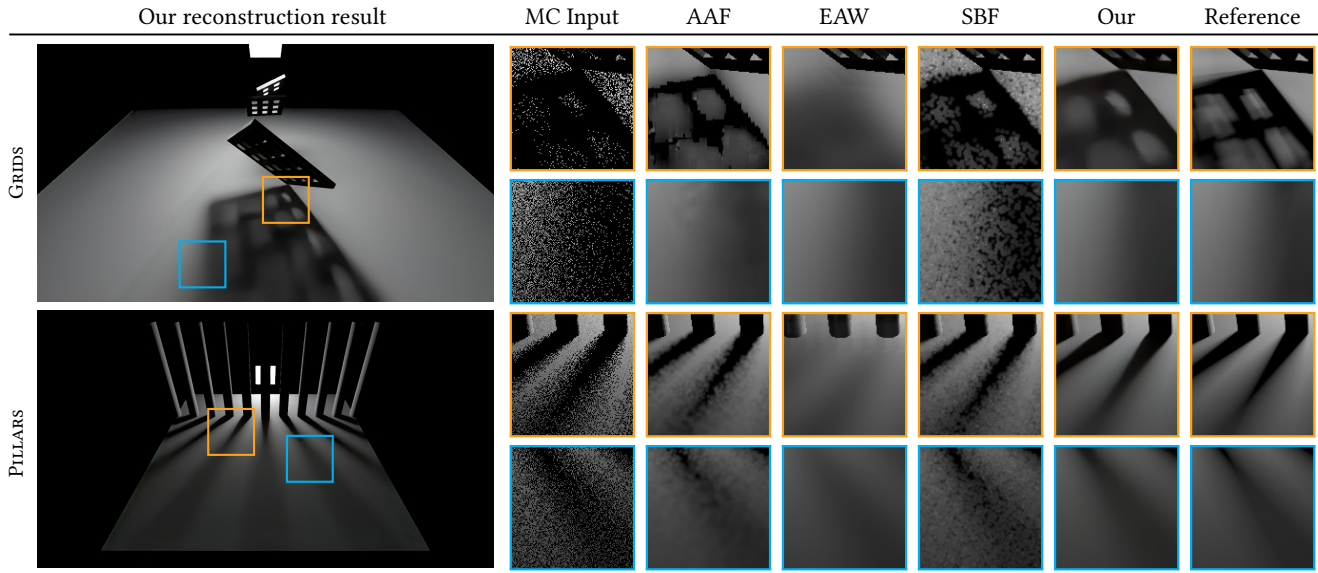 Our reconstruction result MC Input AAF EAW SBF Our Reference
GRIDS
PILLARS